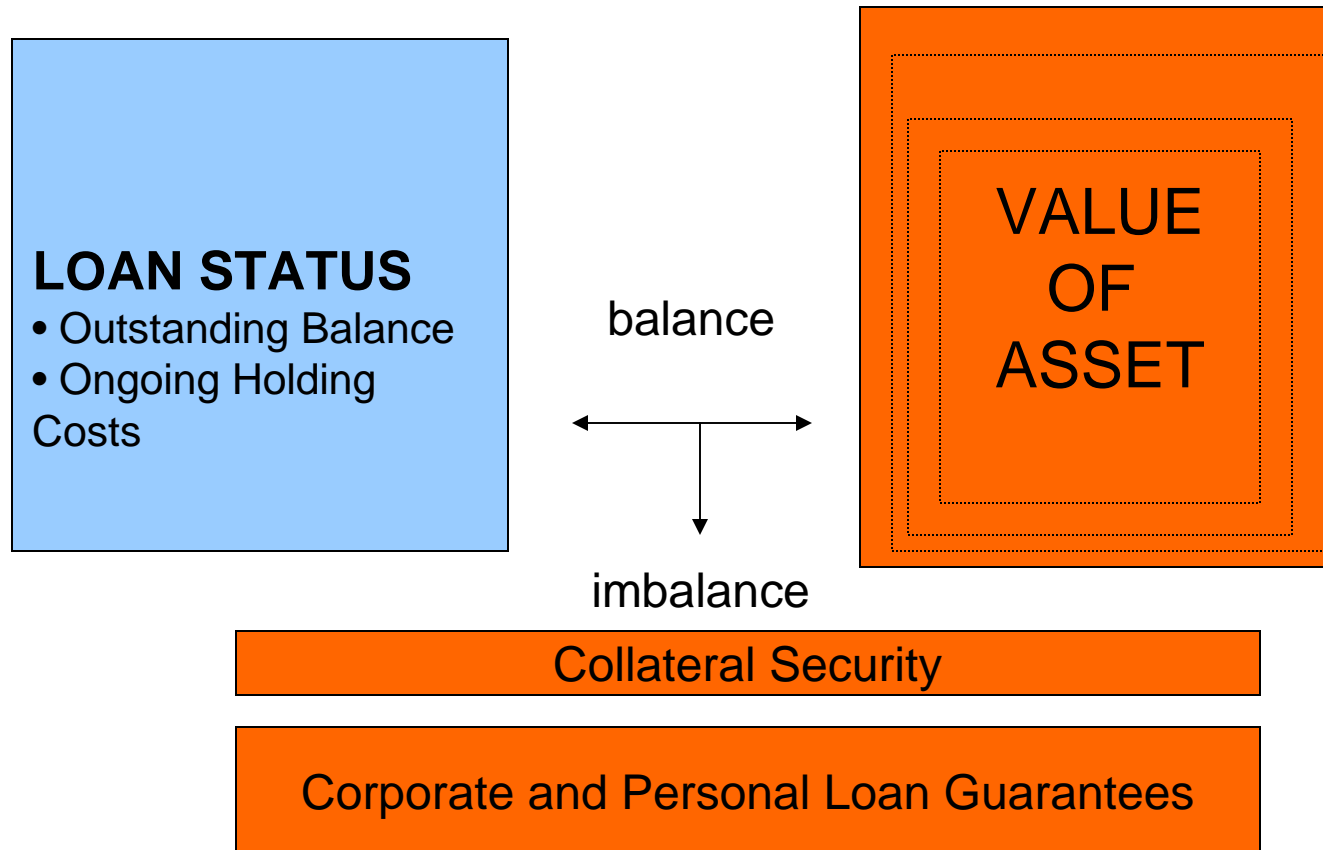 LOAN STATUS
• Outstanding Balance
• Ongoing Holding
Costs
balance
imbalance
VALUE
OF
ASSET
Collateral Security
Corporate and Personal Loan Guarantees